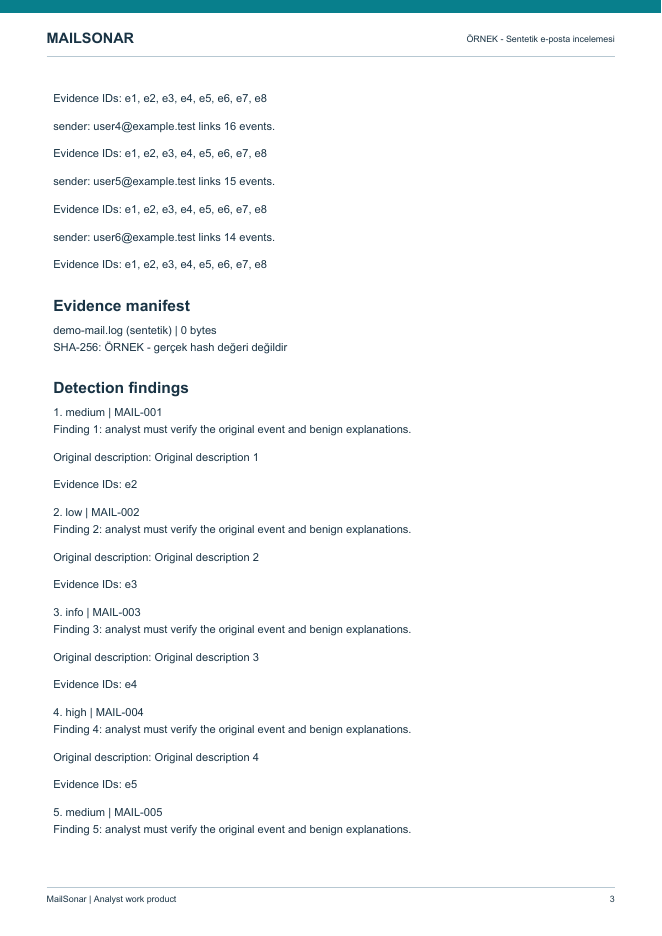 MAILSONAR
ÖRNEK - Sentetik e-posta incelemesi
Evidence IDs: e1, e2, e3, e4, e5, e6, e7, e8
sender: user4@example.test links 16 events.
Evidence IDs: e1, e2, e3, e4, e5, e6, e7, e8
sender: user5@example.test links 15 events.
Evidence IDs: e1, e2, e3, e4, e5, e6, e7, e8
sender: user6@example.test links 14 events.
Evidence IDs: e1, e2, e3, e4, e5, e6, e7, e8
Evidence manifest
demo-mail.log (sentetik) | 0 bytes
SHA-256: ÖRNEK - gerçek hash değeri değildir
Detection findings
1. medium | MAIL-001
Finding 1: analyst must verify the original event and benign explanations.
Original description: Original description 1
Evidence IDs: e2
2. low | MAIL-002
Finding 2: analyst must verify the original event and benign explanations.
Original description: Original description 2
Evidence IDs: e3
3. info | MAIL-003
Finding 3: analyst must verify the original event and benign explanations.
Original description: Original description 3
Evidence IDs: e4
4. high | MAIL-004
Finding 4: analyst must verify the original event and benign explanations.
Original description: Original description 4
Evidence IDs: e5
5. medium | MAIL-005
Finding 5: analyst must verify the original event and benign explanations.
MailSonar | Analyst work product
3